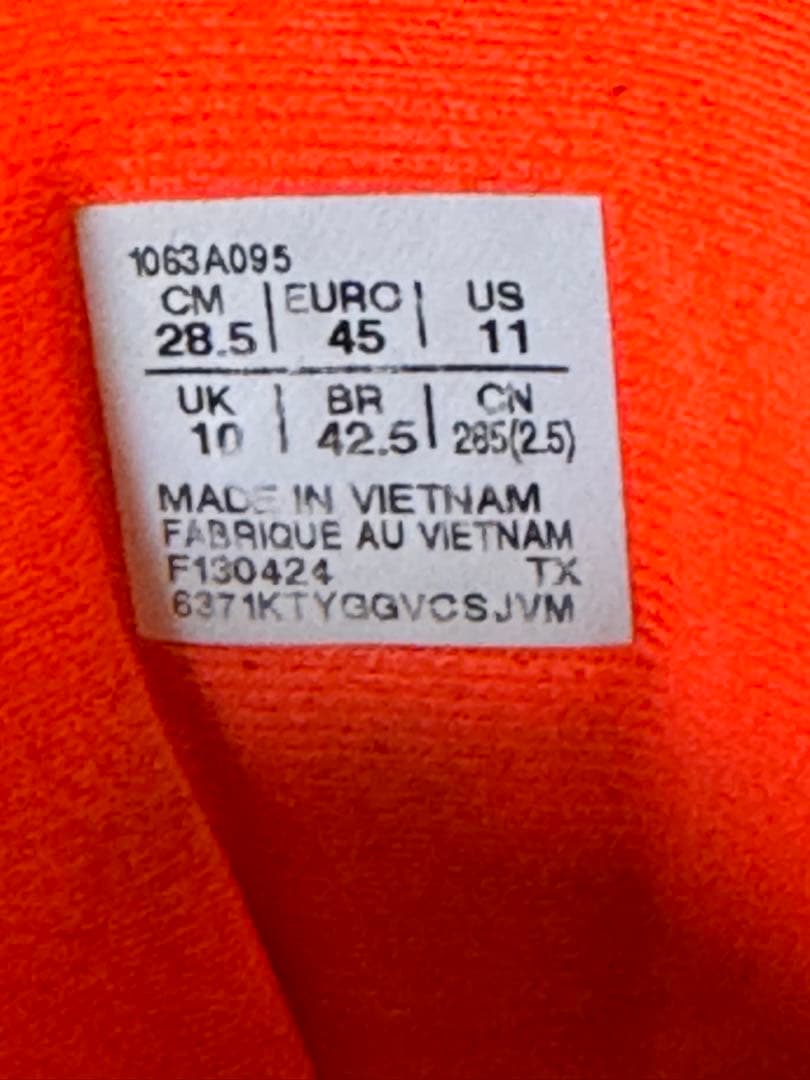 1063A095
CM | EURO | US
28.5 | 45 | 11
UK | BR | CN
10 | 42.5 | 285(2.5)
MADE IN VIETNAM
FABRIQUE AU VIETNAM
F130424 TX
6371KTYGGVCSJVM